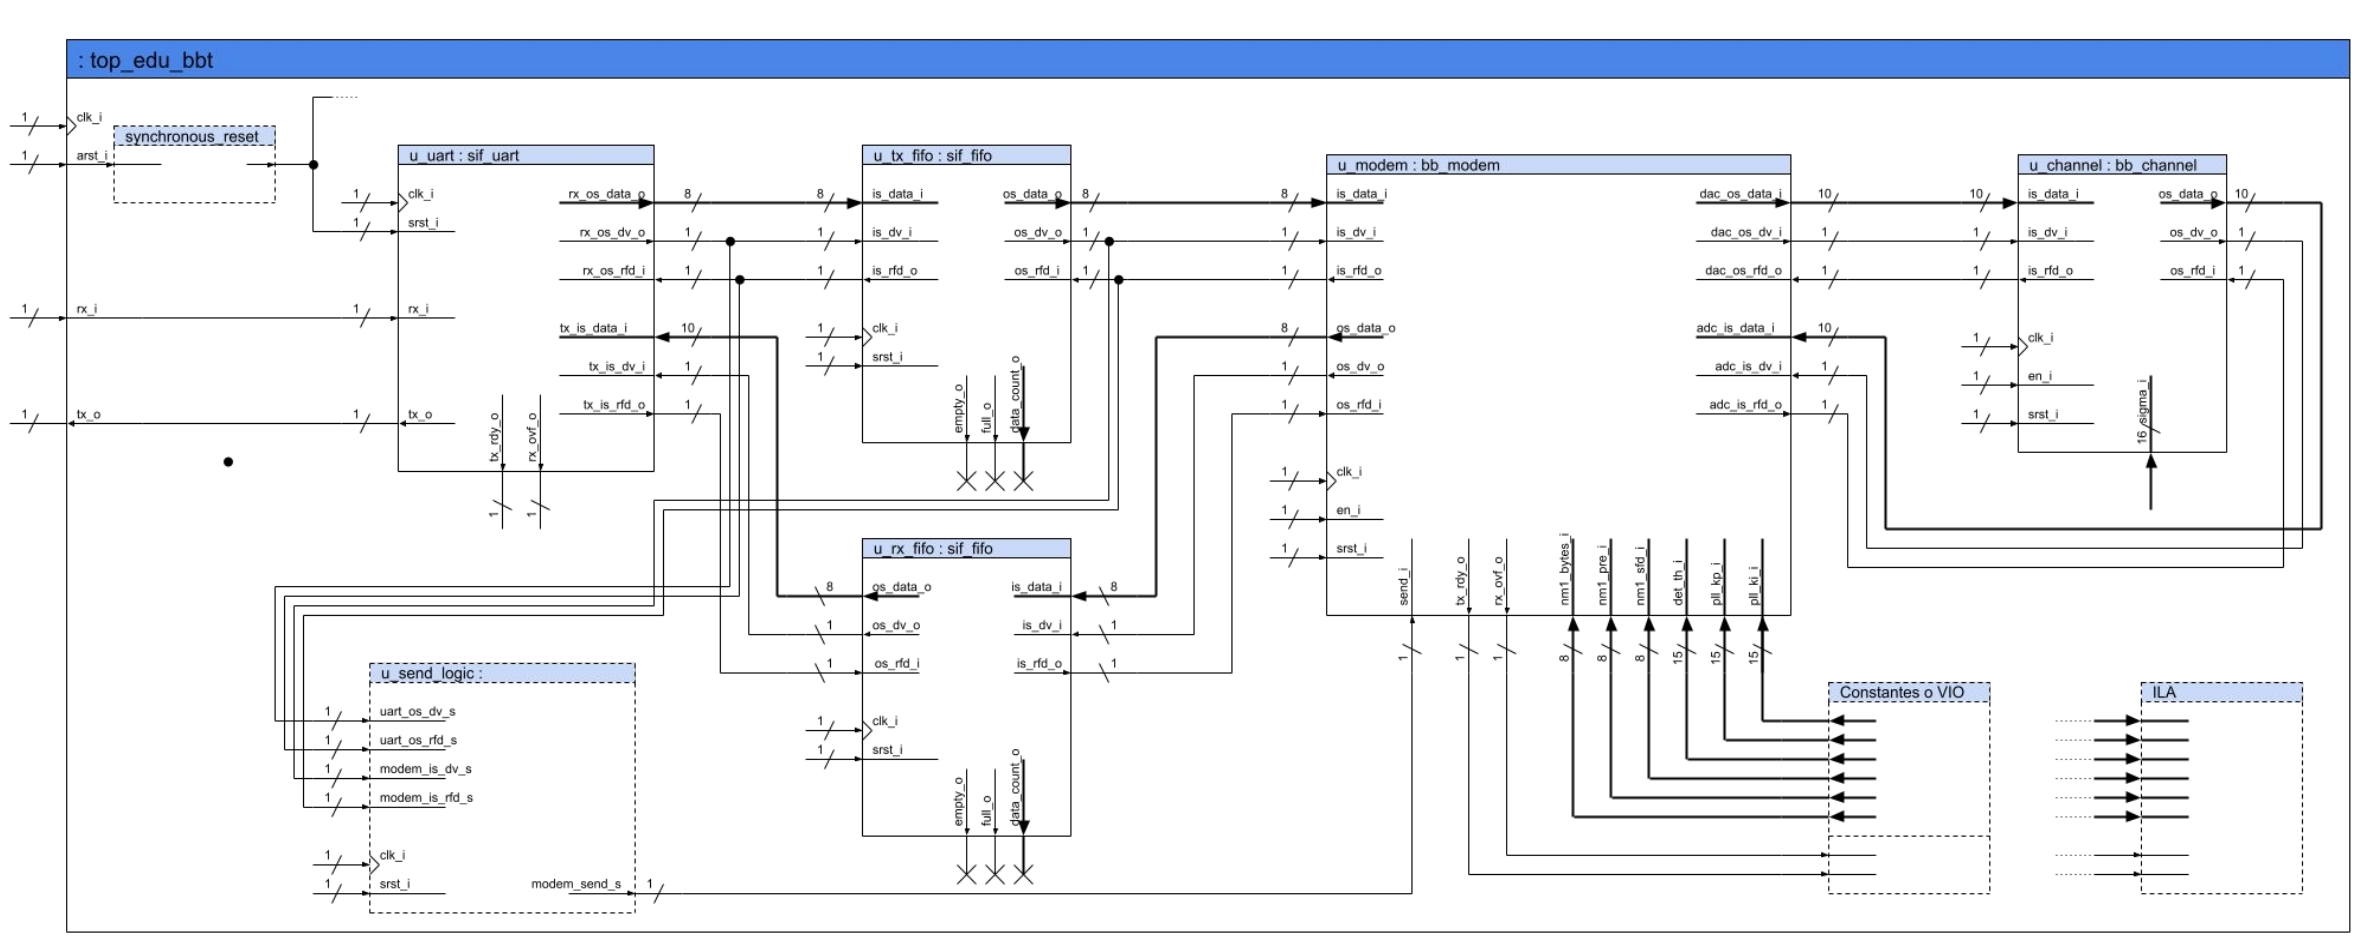 : top_edu_bbt
1
clk_i
1
arst_i
synchronous_reset
1
rx_i
1
tx_o
u_uart : sif_uart
1
clk_i
1
srst_i
1
rx_i
1
tx_o
rx_os_data_o
8
rx_os_dv_o
1
rx_os_rfd_i
1
tx_is_data_i
10
tx_is_dv_i
1
tx_is_rfd_o
1
tx_rdy_o
1
rx_ovf_o
1
u_tx_fifo : sif_fifo
8
is_data_i
1
is_dv_i
1
is_rfd_o
1
clk_i
1
srst_i
os_data_o
8
os_dv_o
1
os_rfd_i
1
empty_o
full_o
data_count_o
u_rx_fifo : sif_fifo
8
os_data_o
1
os_dv_o
1
os_rfd_i
1
clk_i
1
srst_i
is_data_i
8
is_dv_i
1
is_rfd_o
1
empty_o
full_o
data_count_o
u_send_logic :
1
uart_os_dv_s
1
uart_os_rfd_s
1
modem_is_dv_s
1
modem_is_rfd_s
1
clk_i
1
srst_i
modem_send_s
1
u_modem : bb_modem
8
is_data_i
1
is_dv_i
1
is_rfd_o
8
os_data_o
1
os_dv_o
1
os_rfd_i
1
clk_i
1
en_i
1
srst_i
dac_os_data_i
10
dac_os_dv_i
1
dac_os_rfd_o
1
adc_is_data_i
10
adc_is_dv_i
1
adc_is_rfd_o
1
send_i
1
tx_rdy_o
1
rx_ovf_o
1
nm1_bytes_i
8
nm1_pre_i
8
nm1_sfd_i
8
det_th_i
15
pll_kp_i
15
pll_ki_i
15
u_channel : bb_channel
10
is_data_i
1
is_dv_i
1
is_rfd_o
1
clk_i
1
en_i
1
srst_i
os_data_o
10
os_dv_o
1
os_rfd_i
1
16
sigma_i
Constantes o VIO
ILA